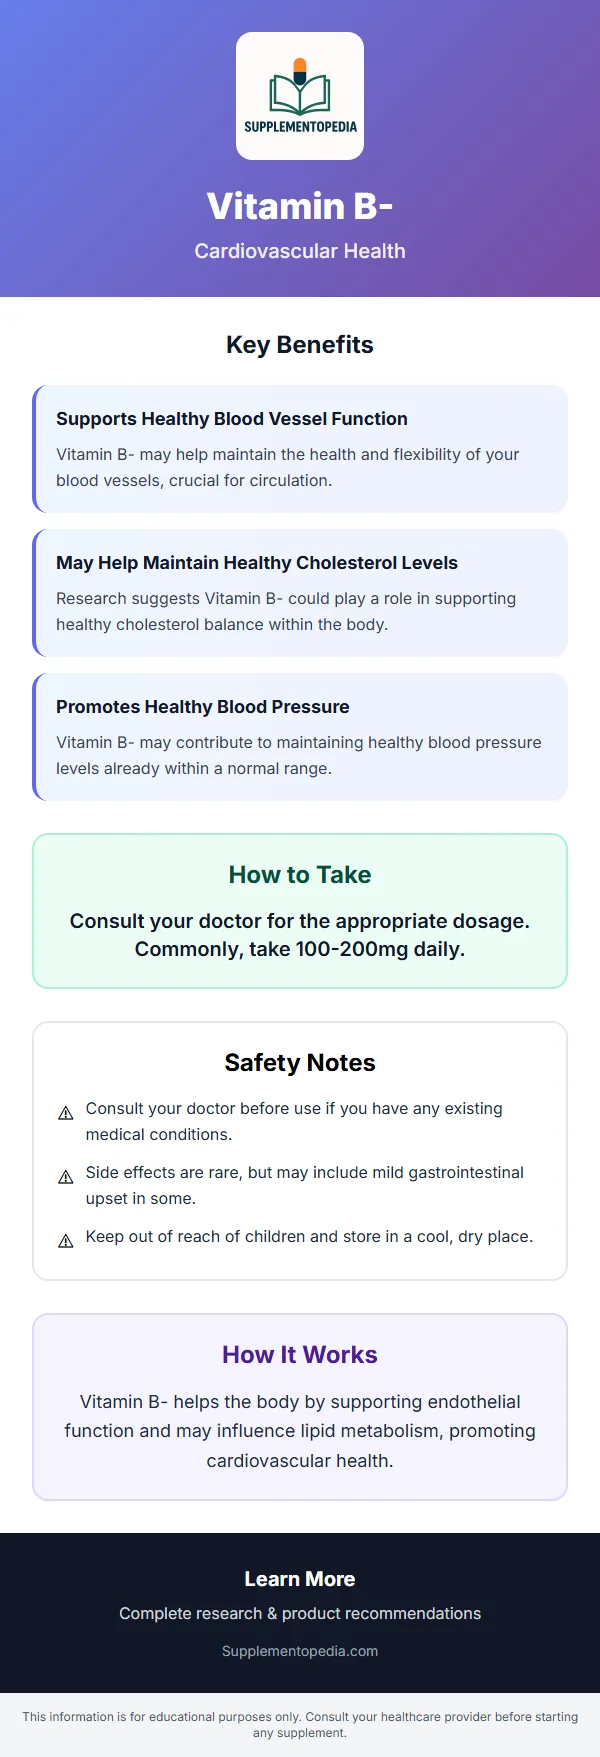 SUPPLEMENTOPEDIA
Vitamin B-
Cardiovascular Health
Key Benefits
Supports Healthy Blood Vessel Function
Vitamin B- may help maintain the health and flexibility of your
blood vessels, crucial for circulation.
May Help Maintain Healthy Cholesterol Levels
Research suggests Vitamin B- could play a role in supporting
healthy cholesterol balance within the body.
Promotes Healthy Blood Pressure
Vitamin B- may contribute to maintaining healthy blood pressure
levels already within a normal range.
How to Take
Consult your doctor for the appropriate dosage.
Commonly, take 100-200mg daily.
Safety Notes
⚠ Consult your doctor before use if you have any existing
medical conditions.
⚠ Side effects are rare, but may include mild gastrointestinal
upset in some.
⚠ Keep out of reach of children and store in a cool, dry place.
How It Works
Vitamin B- helps the body by supporting endothelial
function and may influence lipid metabolism, promoting
cardiovascular health.
Learn More
Complete research & product recommendations
Supplementopedia.com
This information is for educational purposes only. Consult your healthcare provider before starting
any supplement.